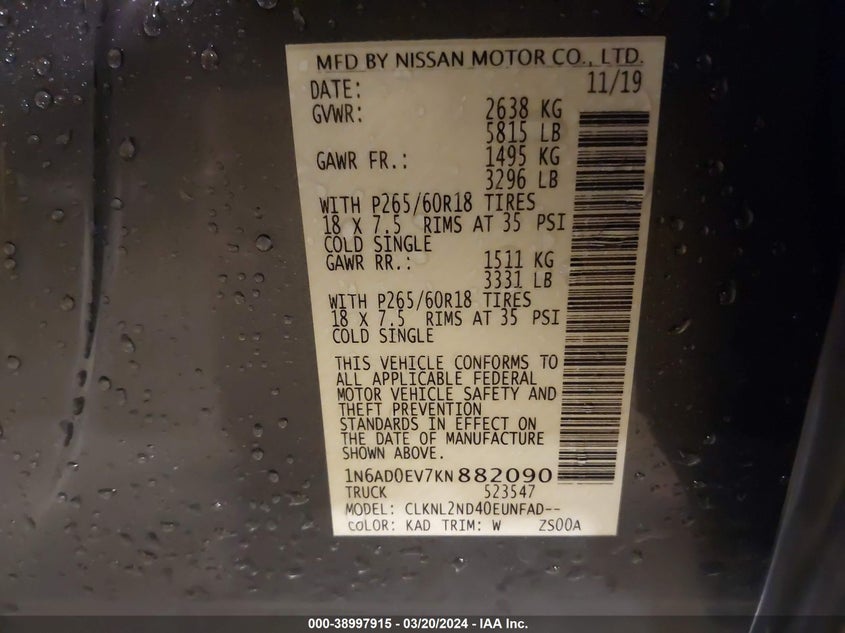 MFD BY NISSAN MOTOR CO., LTD.
DATE: 11/19
GVWR: 2638 KG
5815 LB
GAWR FR.: 1495 KG
3296 LB
WITH P265/60R18 TIRES
18 X 7.5 RIMS AT 35 PSI
COLD SINGLE
GAWR RR.: 1511 KG
3331 LB
WITH P265/60R18 TIRES
18 X 7.5 RIMS AT 35 PSI
COLD SINGLE
THIS VEHICLE CONFORMS TO
ALL APPLICABLE FEDERAL
MOTOR VEHICLE SAFETY AND
THEFT PREVENTION
STANDARDS IN EFFECT ON
THE DATE OF MANUFACTURE
SHOWN ABOVE.
1N6AD0EV7KN882090
TRUCK 523547
MODEL: CLKNL2ND40EUNFAD--
COLOR: KAD TRIM: W ZS00A
000-38997915 - 03/20/2024 - IAA Inc.